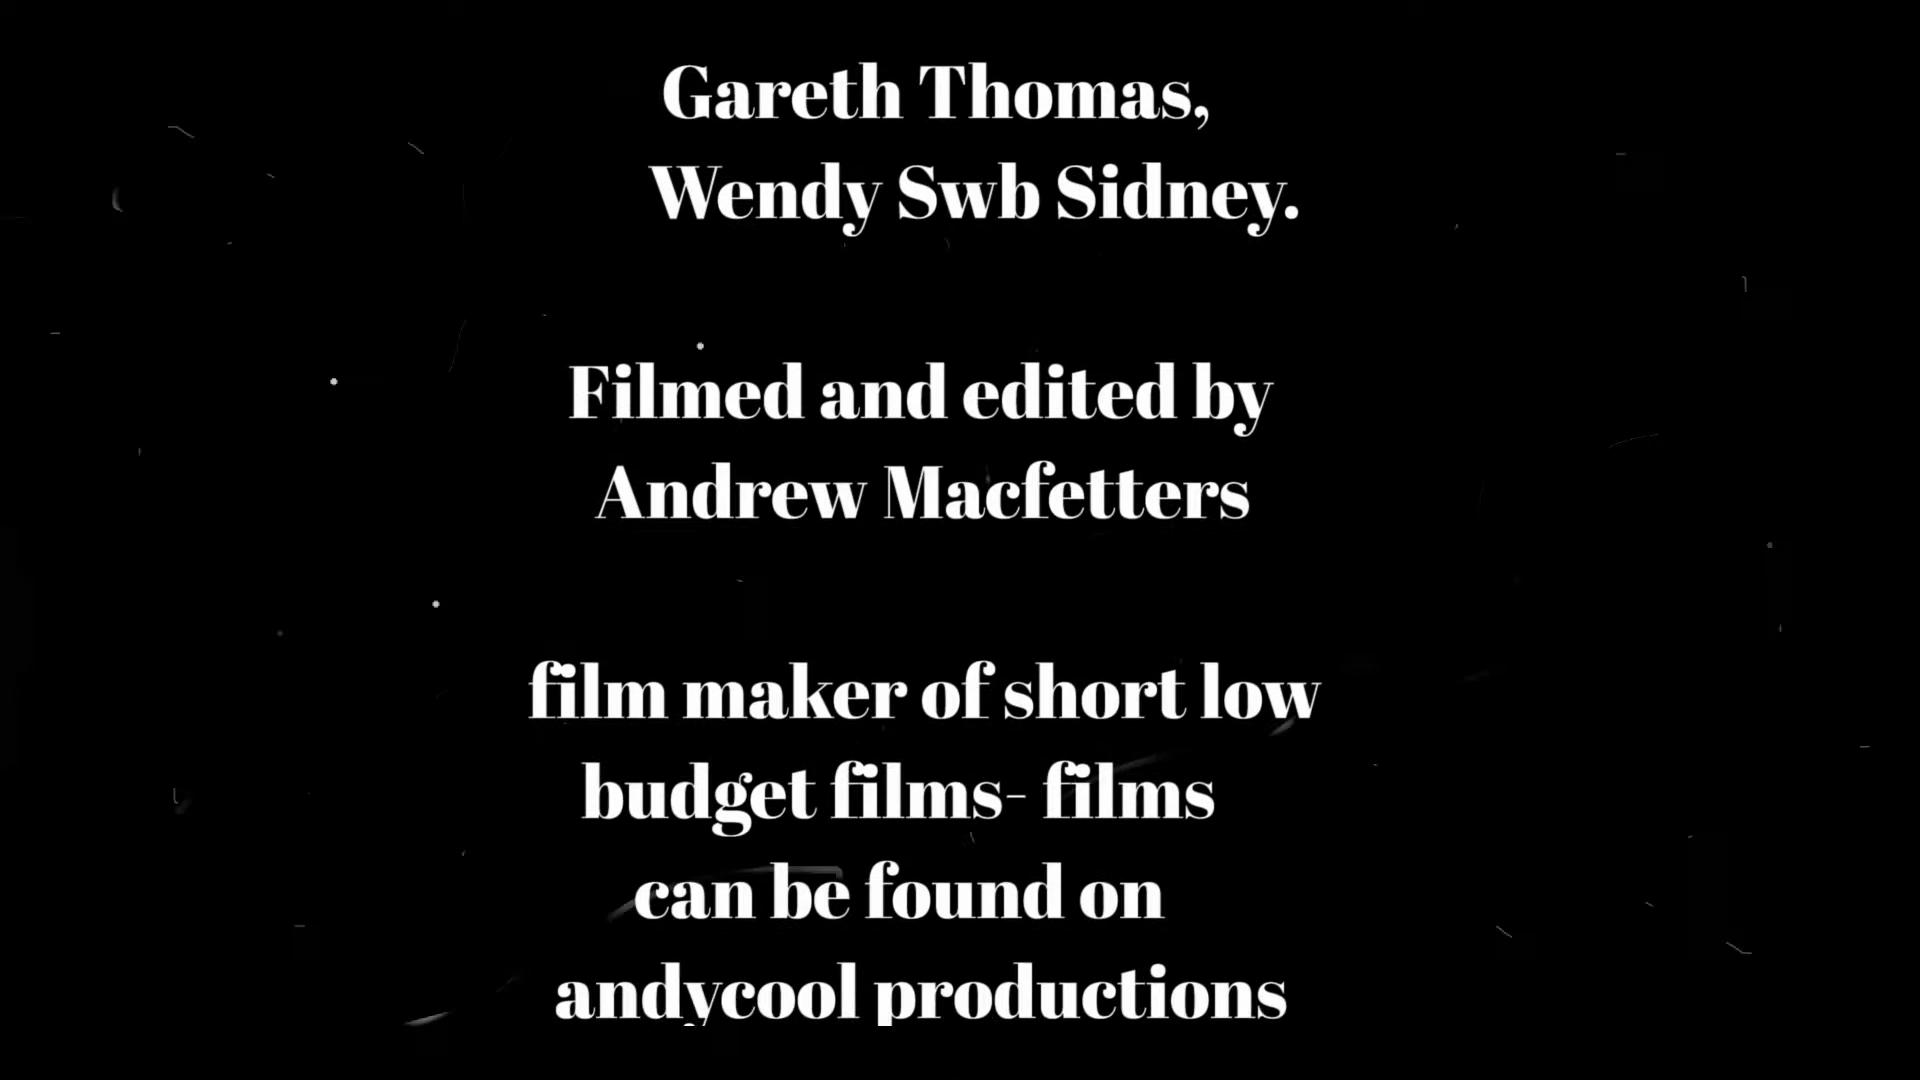 Gareth Thomas,
Wendy Swb Sidney.
Filmed and edited by
Andrew Macfetters
film maker of short low
budget films- films
can be found on
andycool productions